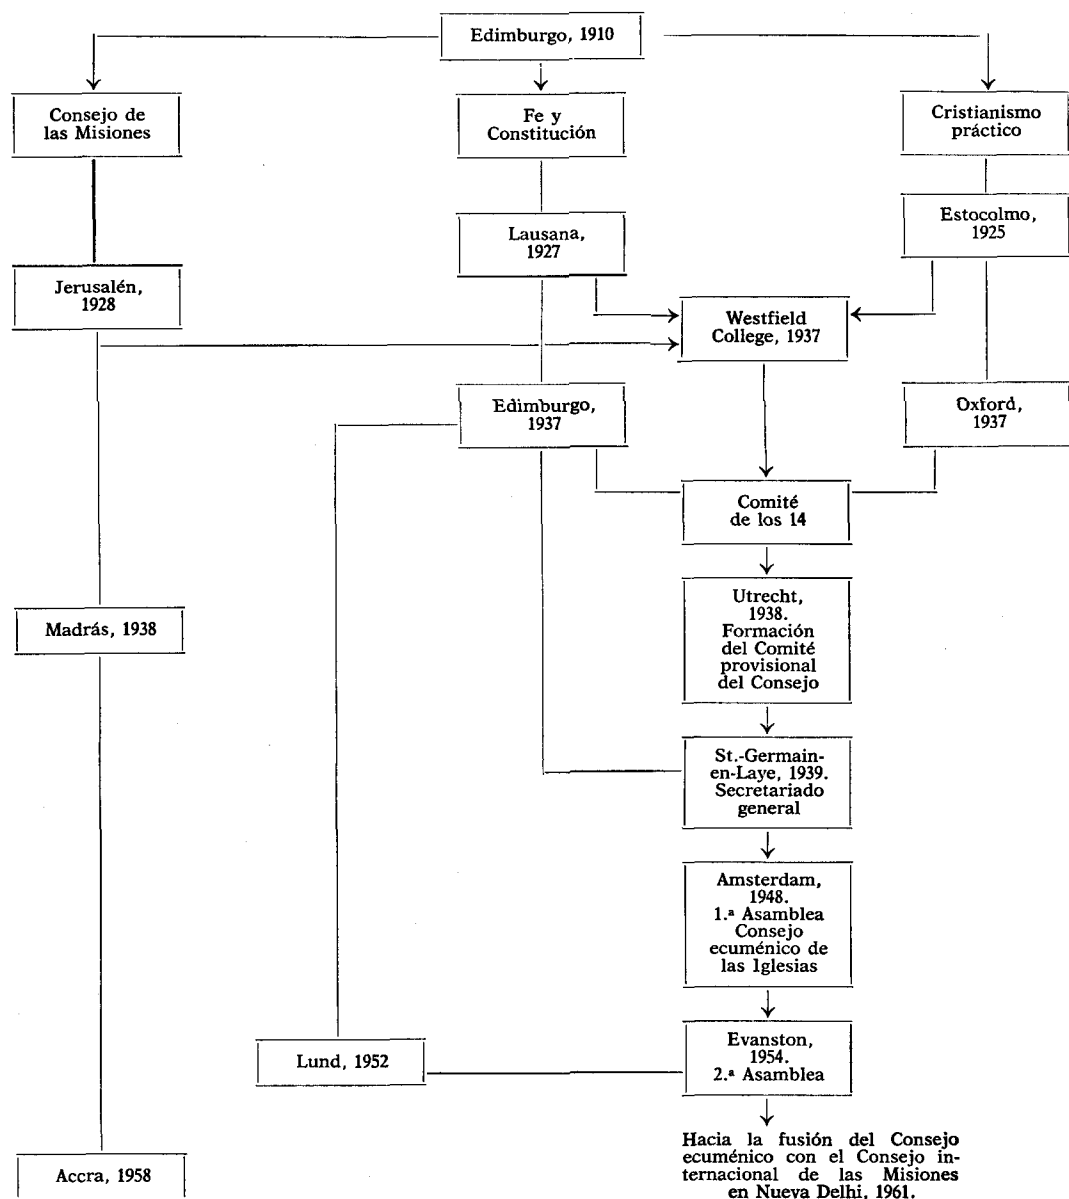 Edimburgo, 1910
Consejo de
las Misiones
Fe y
Constitución
Cristianismo
práctico
Estocolmo,
1925
Lausana,
1927
Jerusalén,
1928
Westfield
College, 1937
Edimburgo,
1937
Oxford,
1937
Comité
de los 14
Utrecht,
1938.
Formación
del Comité
provisional
del Consejo
Madrás, 1938
St.-Germain-
en-Laye, 1939.
Secretariado
general
Amsterdam,
1948.
1.ª Asamblea
Consejo
ecuménico de
las Iglesias
Evanston,
1954.
2.ª Asamblea
Lund, 1952
Hacia la fusión del Consejo
ecuménico con el Consejo in-
ternacional de las Misiones
en Nueva Delhi, 1961.
Accra, 1958